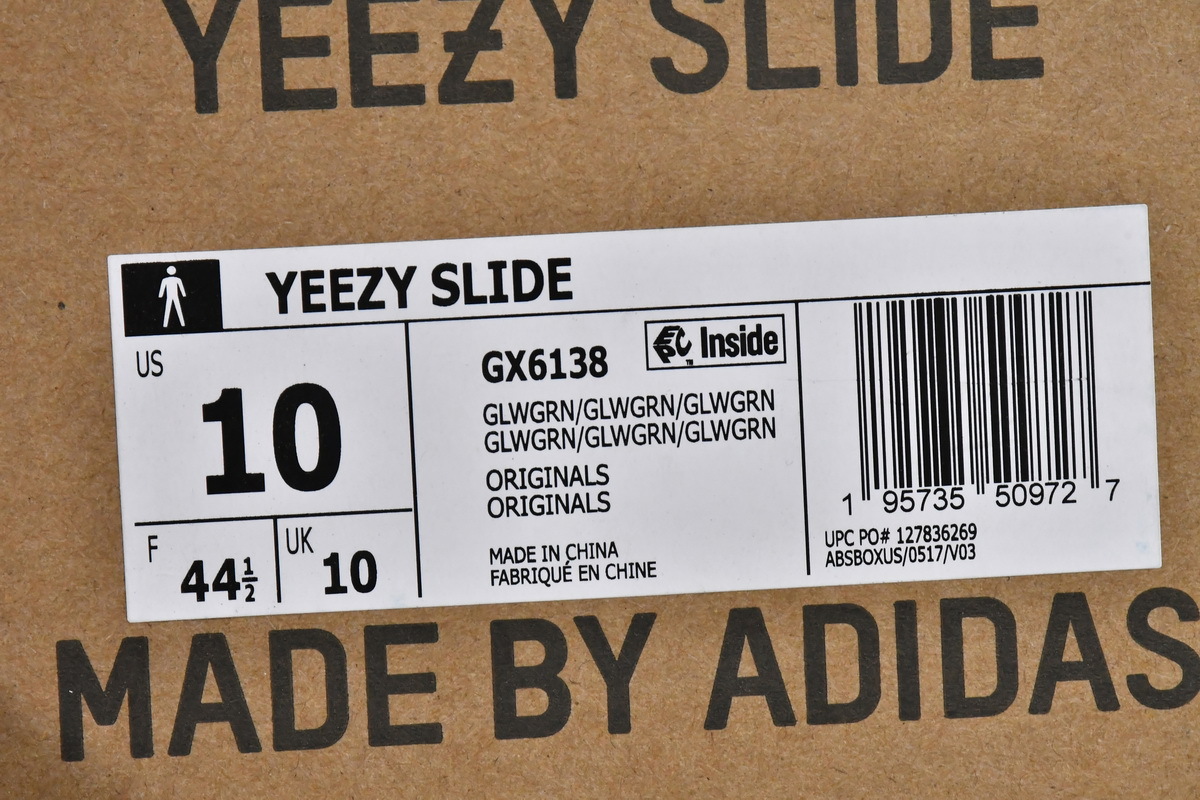 YEEZY SLIDE
YEEZY SLIDE
US
10
F
44½
UK
10
GX6138
EPC TM Inside
GLWGRN/GLWGRN/GLWGRN
GLWGRN/GLWGRN/GLWGRN
ORIGINALS
ORIGINALS
MADE IN CHINA
FABRIQUÉ EN CHINE
1 95735 50972 7
UPC PO# 127836269
ABSBOXUS/0517/V03
MADE BY ADIDAS